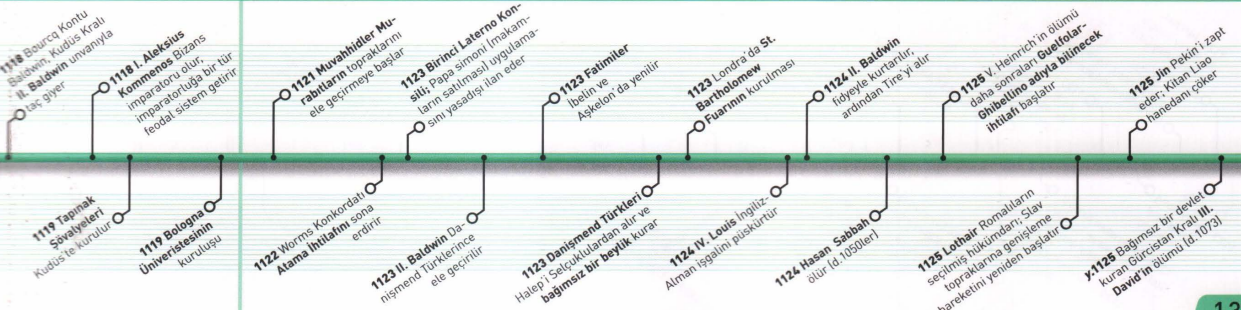 1118 Bourcq Kontu
Baldwin, Kudüs Kralı
II. Baldwin unvanıyla
taç giyer
1118 I. Aleksius
Komenos Bizans
imparatoru olur,
imparatorluğa bir tür
feodal sistem getirir
1121 Muvahhidler Mu-
rabıtların topraklarını
ele geçirmeye başlar
1123 Birinci Laterno Kon-
sili; Papa simoni (makam-
ların satılması) uygulama-
sını yasadışı ilan eder
1123 Fatimiler
İbelin ve
Aşkelon'da yenilir
1123 Londra'da St.
Bartholomew
Fuarının kurulması
1124 II. Baldwin
fidyeyle kurtarılır,
ardından Tire'yi alır
1125 V. Heinrich'in ölümü
daha sonraları Guelfolar-
Ghibellino adıyla bilinecek
ihtilafı başlatır
1125 Jin Pekin'i zapt
eder; Kitan Liao
hanedanı çöker
1119 Tapınak
Şövalyeleri
Kudüs'te kurulur
1119 Bologna
Üniveristesinin
kuruluşu
1122 Worms Konkordatı
Atama İhtilafını sona
erdirir
1123 II. Baldwin Da-
nişmend Türklerince
ele geçirilir
1123 Danişmend Türkleri
Halep'i Selçuklulardan alır ve
bağımsız bir beylik kurar
1124 IV. Louis İngiliz-
Alman işgalini püskürtür
1124 Hasan Sabbah
ölür (d.1050ler)
1125 Lothair Romalıların
seçilmiş hükümdarı; Slav
topraklarına genişleme
hareketini yeniden başlatır
y.1125 Bağımsız bir devlet
kuran Gürcistan Kralı III.
David'in ölümü (d.1073)